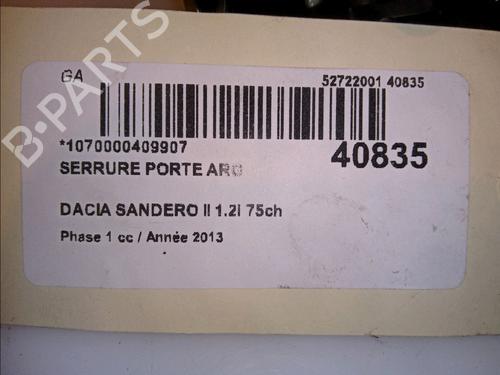 GA
52722001 40835
*1070000409907
40835
SERRURE PORTE ARG
DACIA SANDERO II 1.2i 75ch
Phase 1 cc / Année 2013
B-PARTS